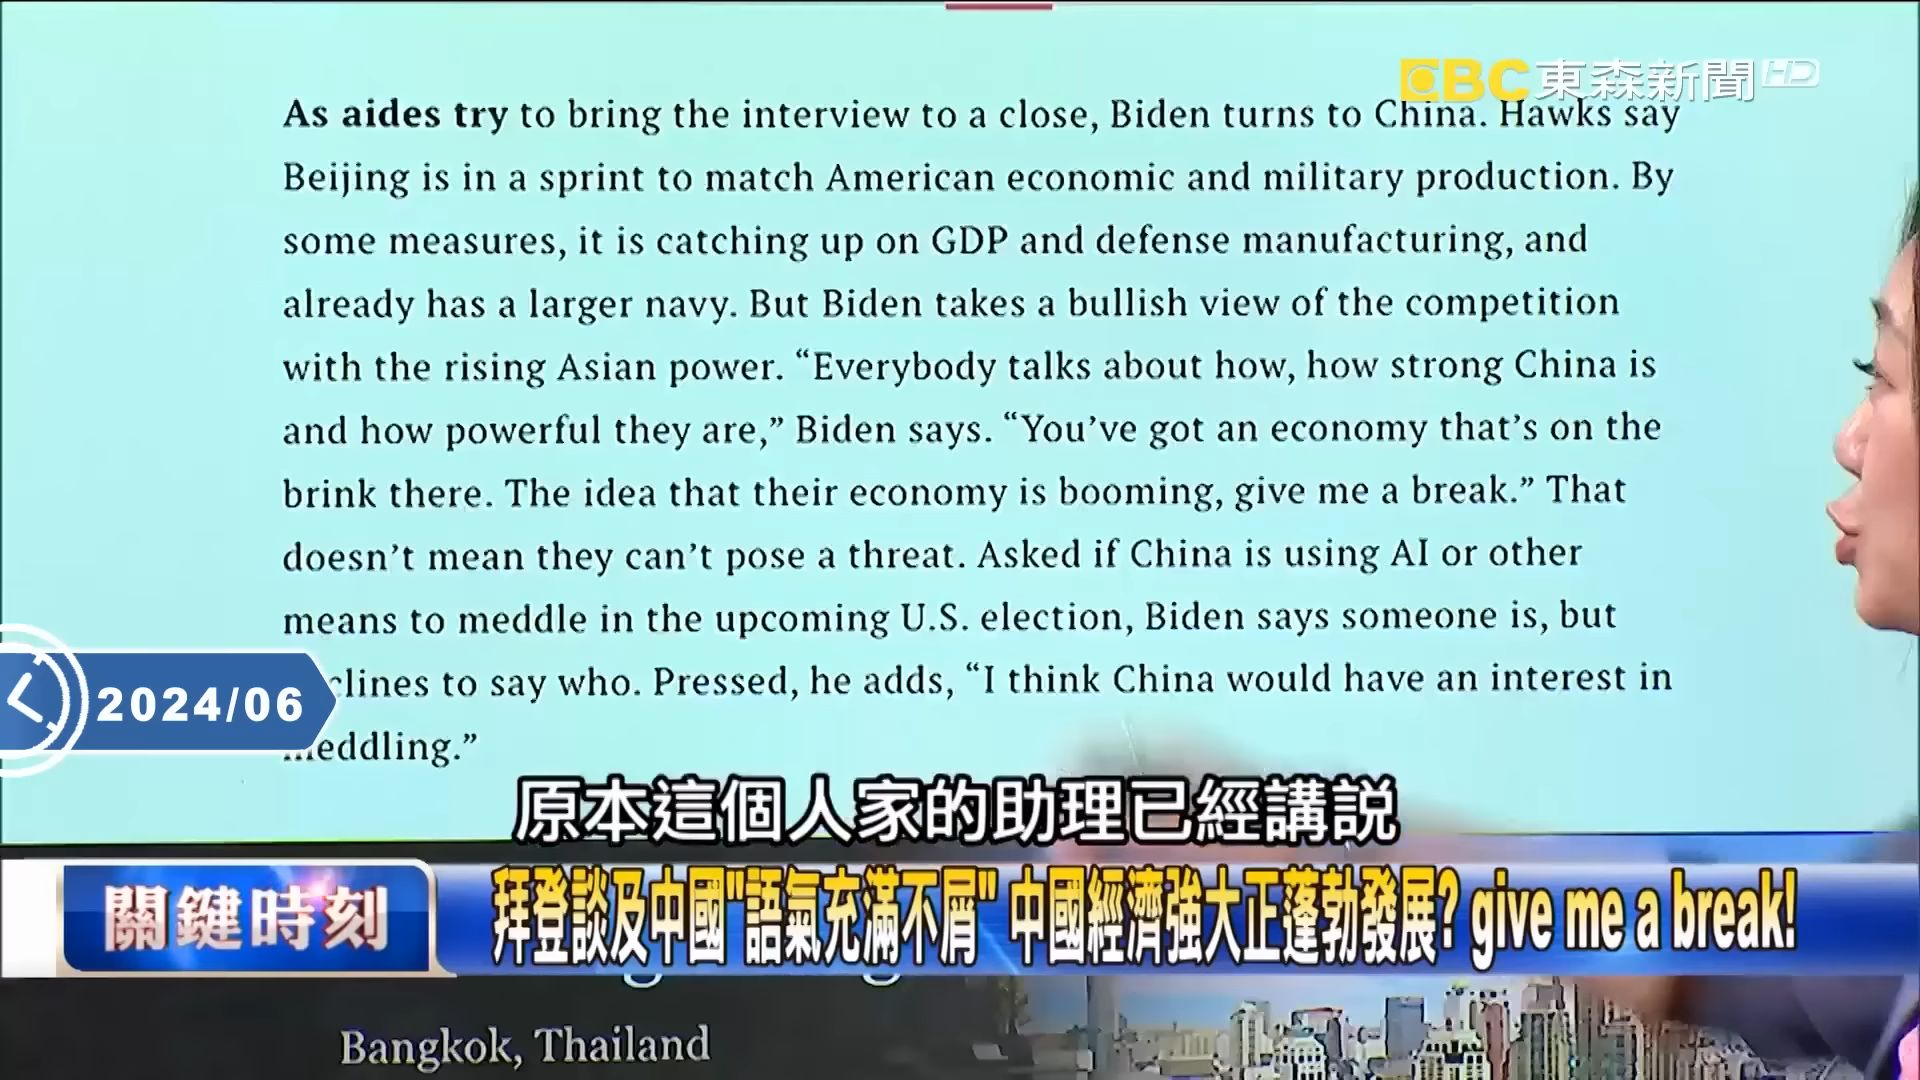 EBC 東森新聞 HD
As aides try to bring the interview to a close, Biden turns to China. Hawks say
Beijing is in a sprint to match American economic and military production. By
some measures, it is catching up on GDP and defense manufacturing, and
already has a larger navy. But Biden takes a bullish view of the competition
with the rising Asian power. “Everybody talks about how, how strong China is
and how powerful they are,” Biden says. “You’ve got an economy that’s on the
brink there. The idea that their economy is booming, give me a break.” That
doesn’t mean they can’t pose a threat. Asked if China is using AI or other
means to meddle in the upcoming U.S. election, Biden says someone is, but
clines to say who. Pressed, he adds, “I think China would have an interest in
meddling.”
2024/06
原本這個人家的助理已經講説
關鍵時刻
拜登談及中國"語氣充滿不屑" 中國經濟強大正蓬勃發展? give me a break!
Bangkok, Thailand